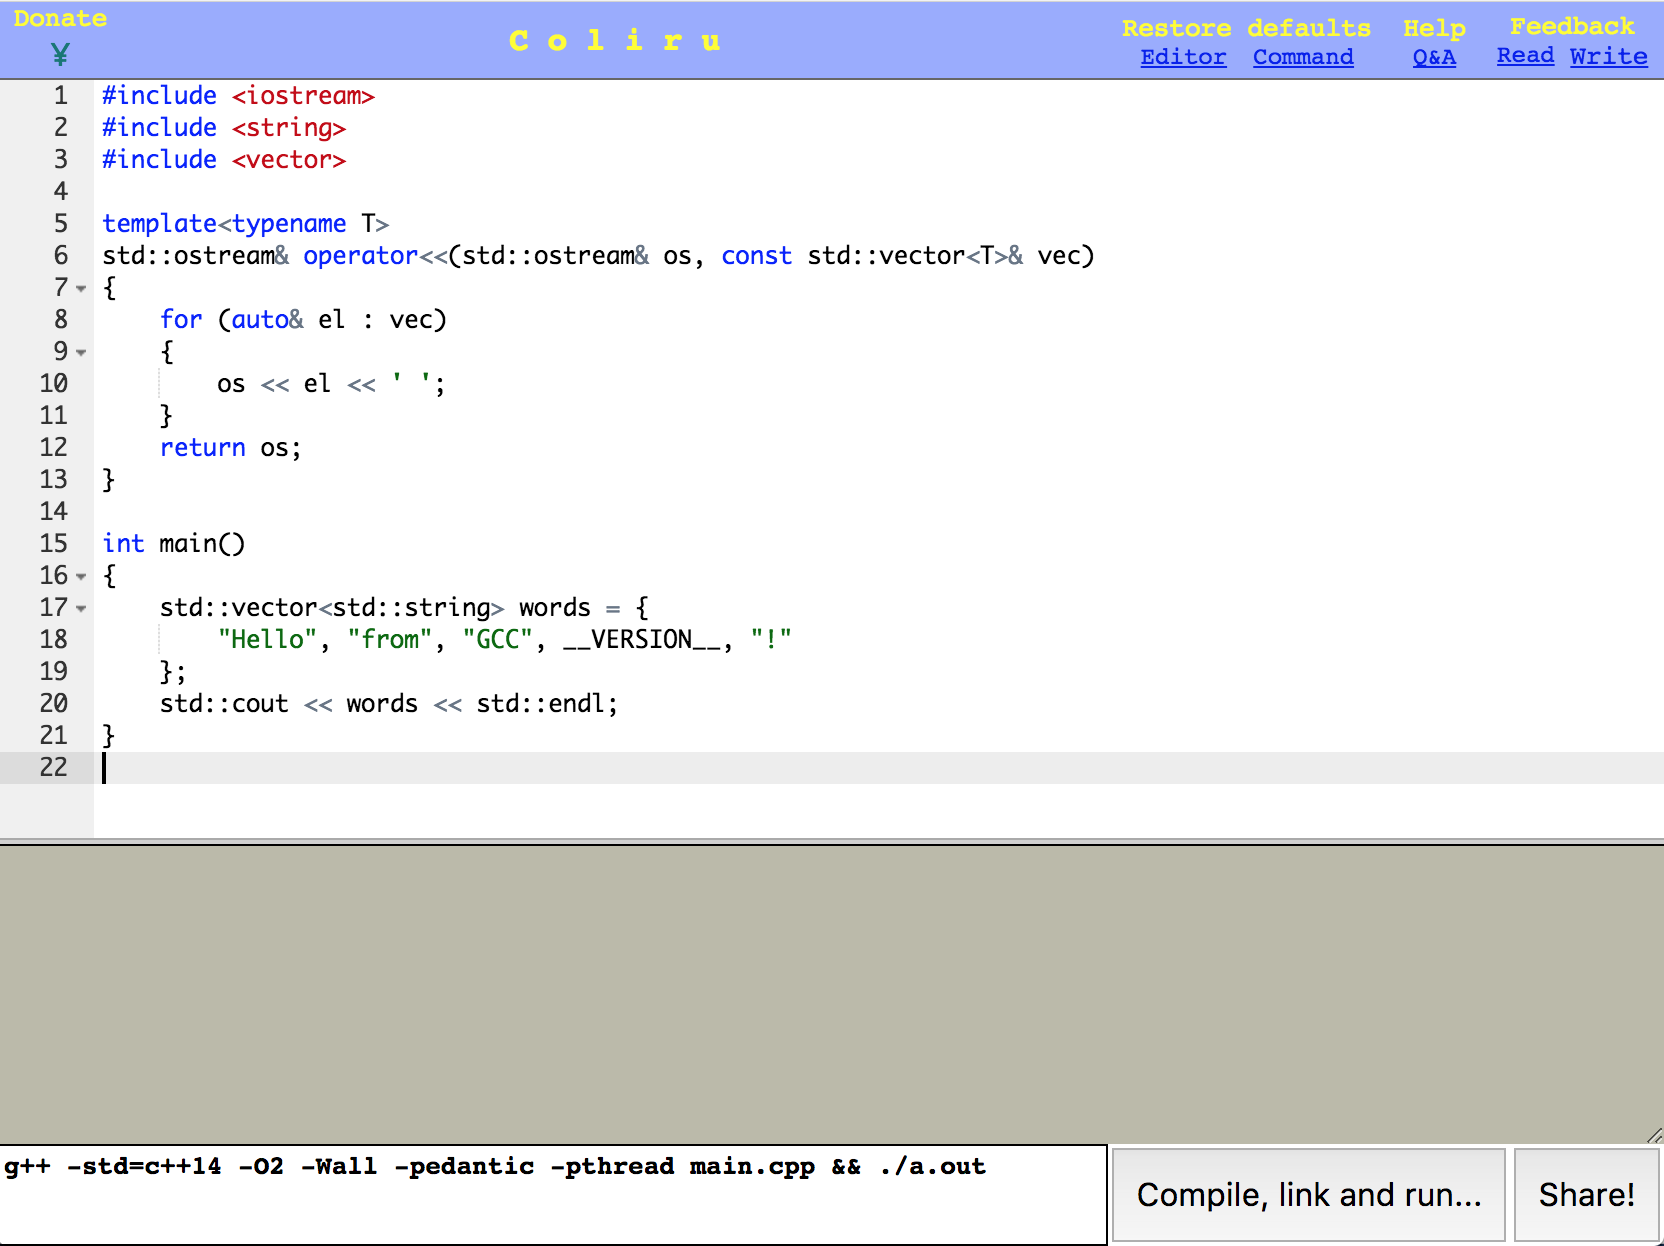 Donate
¥
C o l i r u
Restore defaults
Editor Command
Help
Q&A
Feedback
Read Write
1 #include <iostream>
2 #include <string>
3 #include <vector>
4
5 template<typename T>
6 std::ostream& operator<<(std::ostream& os, const std::vector<T>& vec)
7 {
8     for (auto& el : vec)
9     {
10         os << el << ' ';
11     }
12     return os;
13 }
14
15 int main()
16 {
17     std::vector<std::string> words = {
18         "Hello", "from", "GCC", __VERSION__, "!"
19     };
20     std::cout << words << std::endl;
21 }
22
g++ -std=c++14 -O2 -Wall -pedantic -pthread main.cpp && ./a.out
Compile, link and run...
Share!